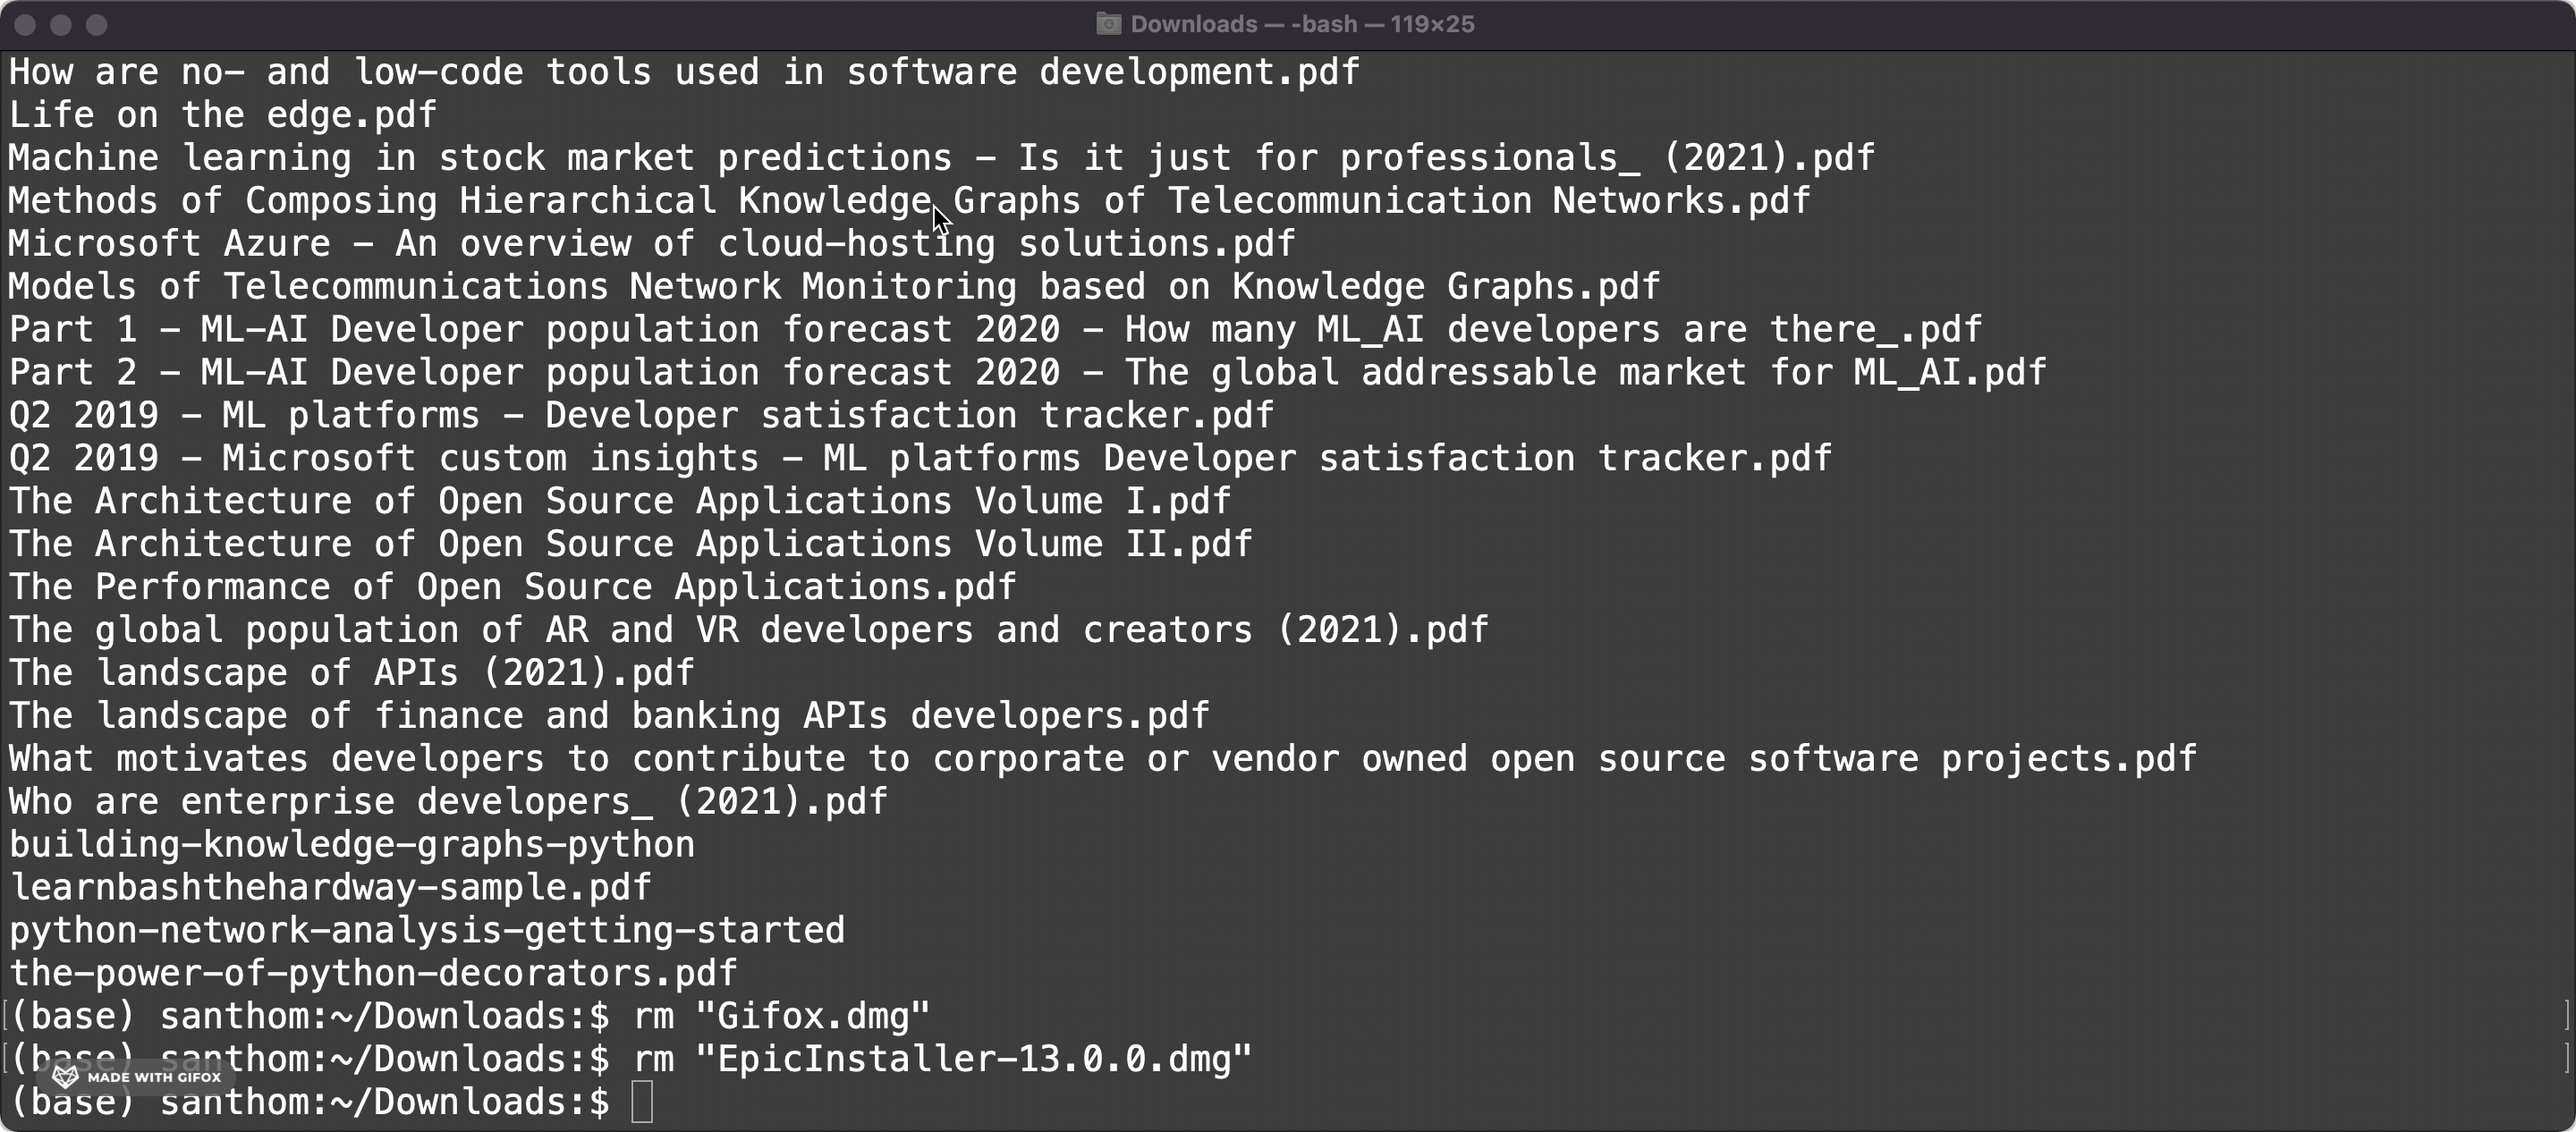 Downloads — -bash — 119×25
How are no- and low-code tools used in software development.pdf
Life on the edge.pdf
Machine learning in stock market predictions - Is it just for professionals_ (2021).pdf
Methods of Composing Hierarchical Knowledge Graphs of Telecommunication Networks.pdf
Microsoft Azure - An overview of cloud-hosting solutions.pdf
Models of Telecommunications Network Monitoring based on Knowledge Graphs.pdf
Part 1 - ML-AI Developer population forecast 2020 - How many ML_AI developers are there_.pdf
Part 2 - ML-AI Developer population forecast 2020 - The global addressable market for ML_AI.pdf
Q2 2019 - ML platforms - Developer satisfaction tracker.pdf
Q2 2019 - Microsoft custom insights - ML platforms Developer satisfaction tracker.pdf
The Architecture of Open Source Applications Volume I.pdf
The Architecture of Open Source Applications Volume II.pdf
The Performance of Open Source Applications.pdf
The global population of AR and VR developers and creators (2021).pdf
The landscape of APIs (2021).pdf
The landscape of finance and banking APIs developers.pdf
What motivates developers to contribute to corporate or vendor owned open source software projects.pdf
Who are enterprise developers_ (2021).pdf
building-knowledge-graphs-python
learnbashthehardway-sample.pdf
python-network-analysis-getting-started
the-power-of-python-decorators.pdf
[(base) santhom:~/Downloads:$ rm "Gifox.dmg" ]
[(base) santhom:~/Downloads:$ rm "EpicInstaller-13.0.0.dmg" ]
MADE WITH GIFOX
(base) santhom:~/Downloads:$